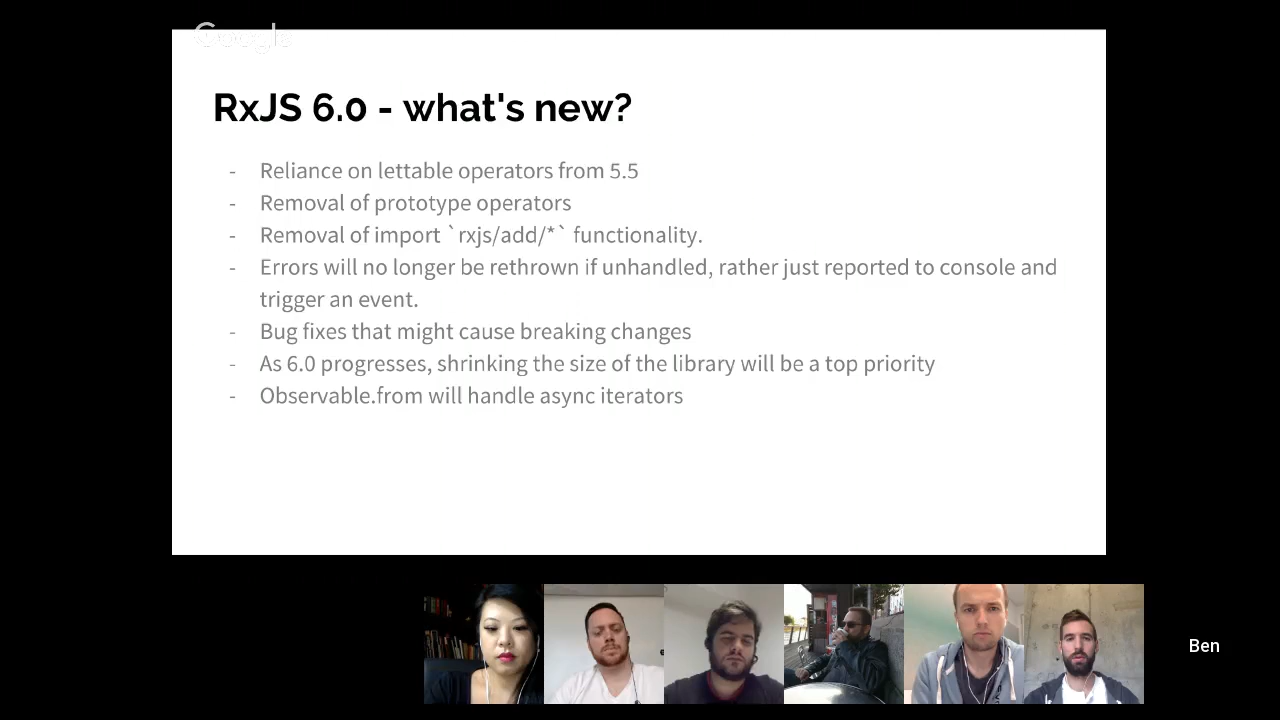 Google
RxJS 6.0 - what's new?
- Reliance on lettable operators from 5.5
- Removal of prototype operators
- Removal of import `rxjs/add/*` functionality.
- Errors will no longer be rethrown if unhandled, rather just reported to console and
trigger an event.
- Bug fixes that might cause breaking changes
- As 6.0 progresses, shrinking the size of the library will be a top priority
- Observable.from will handle async iterators
Ben